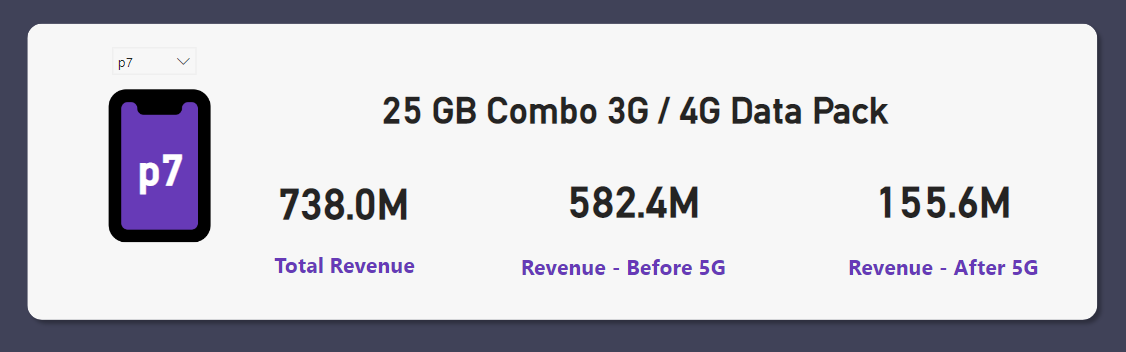 p7
p7
25 GB Combo 3G / 4G Data Pack
738.0M
Total Revenue
582.4M
Revenue - Before 5G
155.6M
Revenue - After 5G